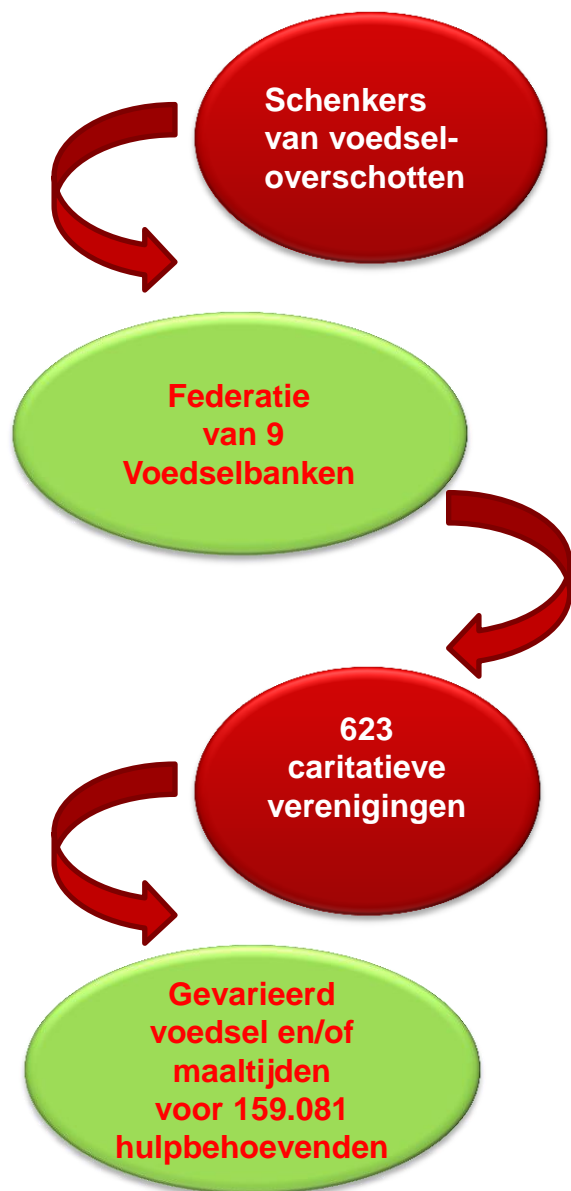 Schenkers
van voedsel-
overschotten
Federatie
van 9
Voedselbanken
623
caritatieve
verenigingen
Gevarieerd
voedsel en/of
maaltijden
voor 159.081
hulpbehoevenden